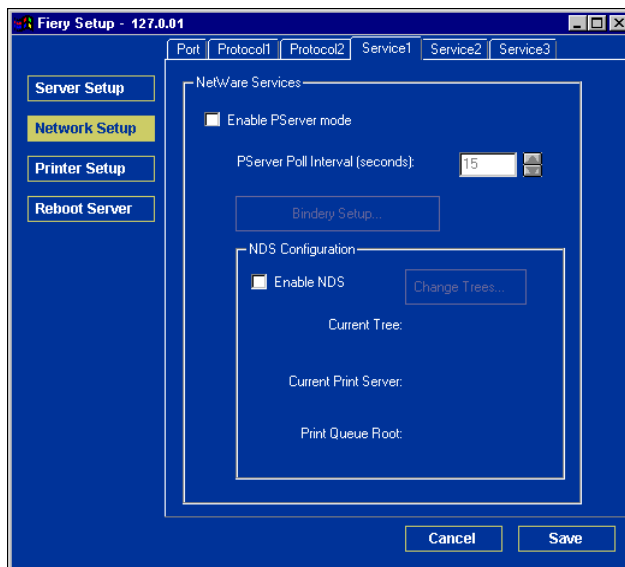 Fiery Setup - 127.0.01
Port Protocol1 Protocol2 Service1 Service2 Service3
Server Setup
Network Setup
Printer Setup
Reboot Server
NetWare Services
Enable PServer mode
PServer Poll Interval (seconds): 15
Bindery Setup...
NDS Configuration
Enable NDS
Change Trees...
Current Tree:
Current Print Server:
Print Queue Root:
Cancel Save